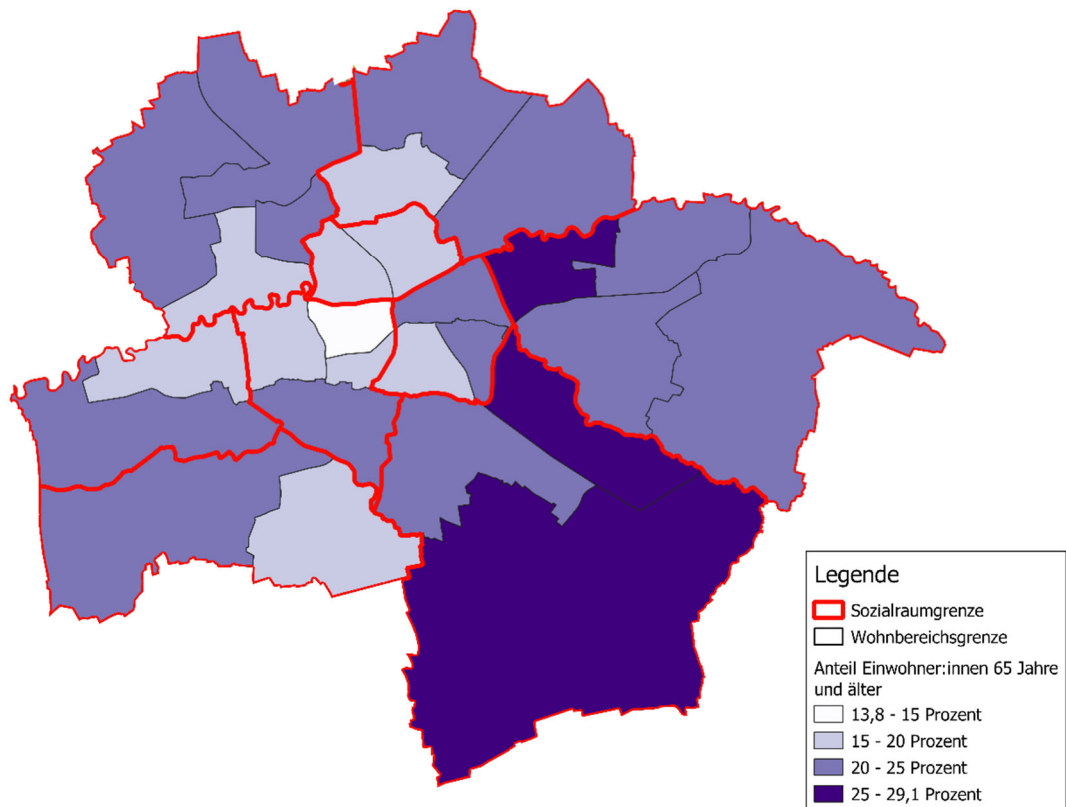 Legende
Sozialraumgrenze
Wohnbereichsgrenze
Anteil Einwohner:innen 65 Jahre
und älter
13,8 - 15 Prozent
15 - 20 Prozent
20 - 25 Prozent
25 - 29,1 Prozent